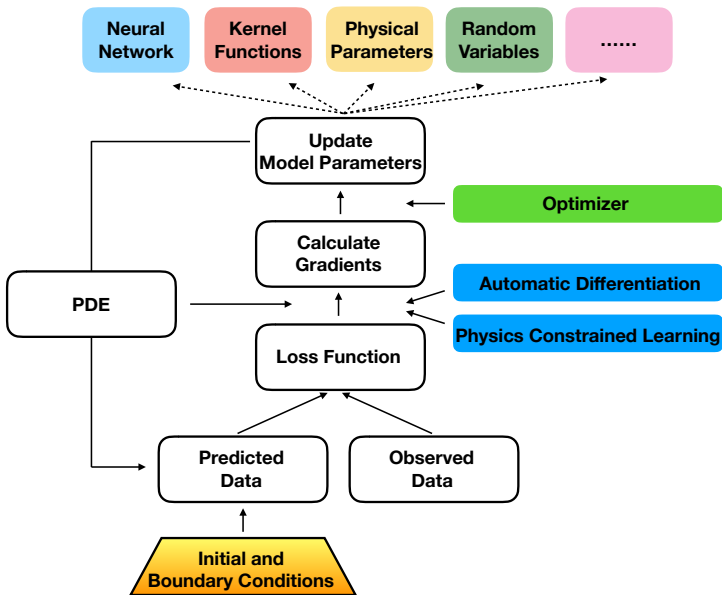 Neural
Network
Kernel
Functions
Physical
Parameters
Random
Variables
......
Update
Model Parameters
Optimizer
Calculate
Gradients
Automatic Differentiation
PDE
Physics Constrained Learning
Loss Function
Predicted
Data
Observed
Data
Initial and
Boundary Conditions